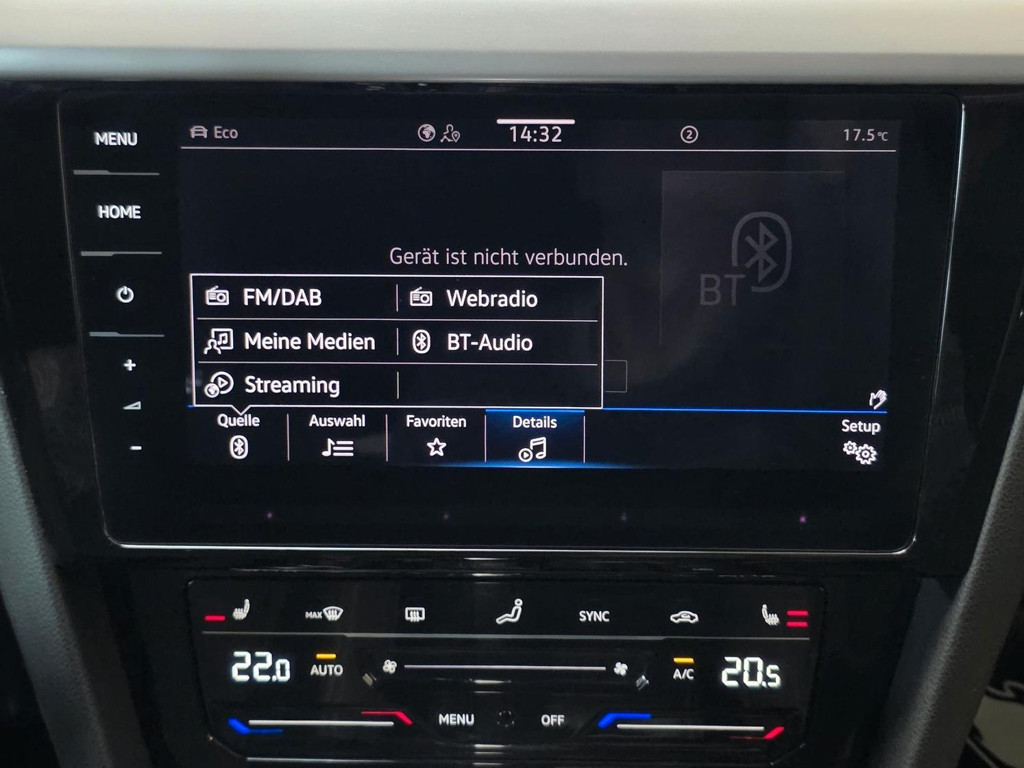 MENU
Eco 14:32 2 17.5°C
HOME
Gerät ist nicht verbunden.
BT
FM/DAB Webradio
Meine Medien BT-Audio
Streaming
+
-
Quelle Auswahl Favoriten Details Setup
MAX SYNC
22.0 AUTO A/C 20.5
MENU OFF